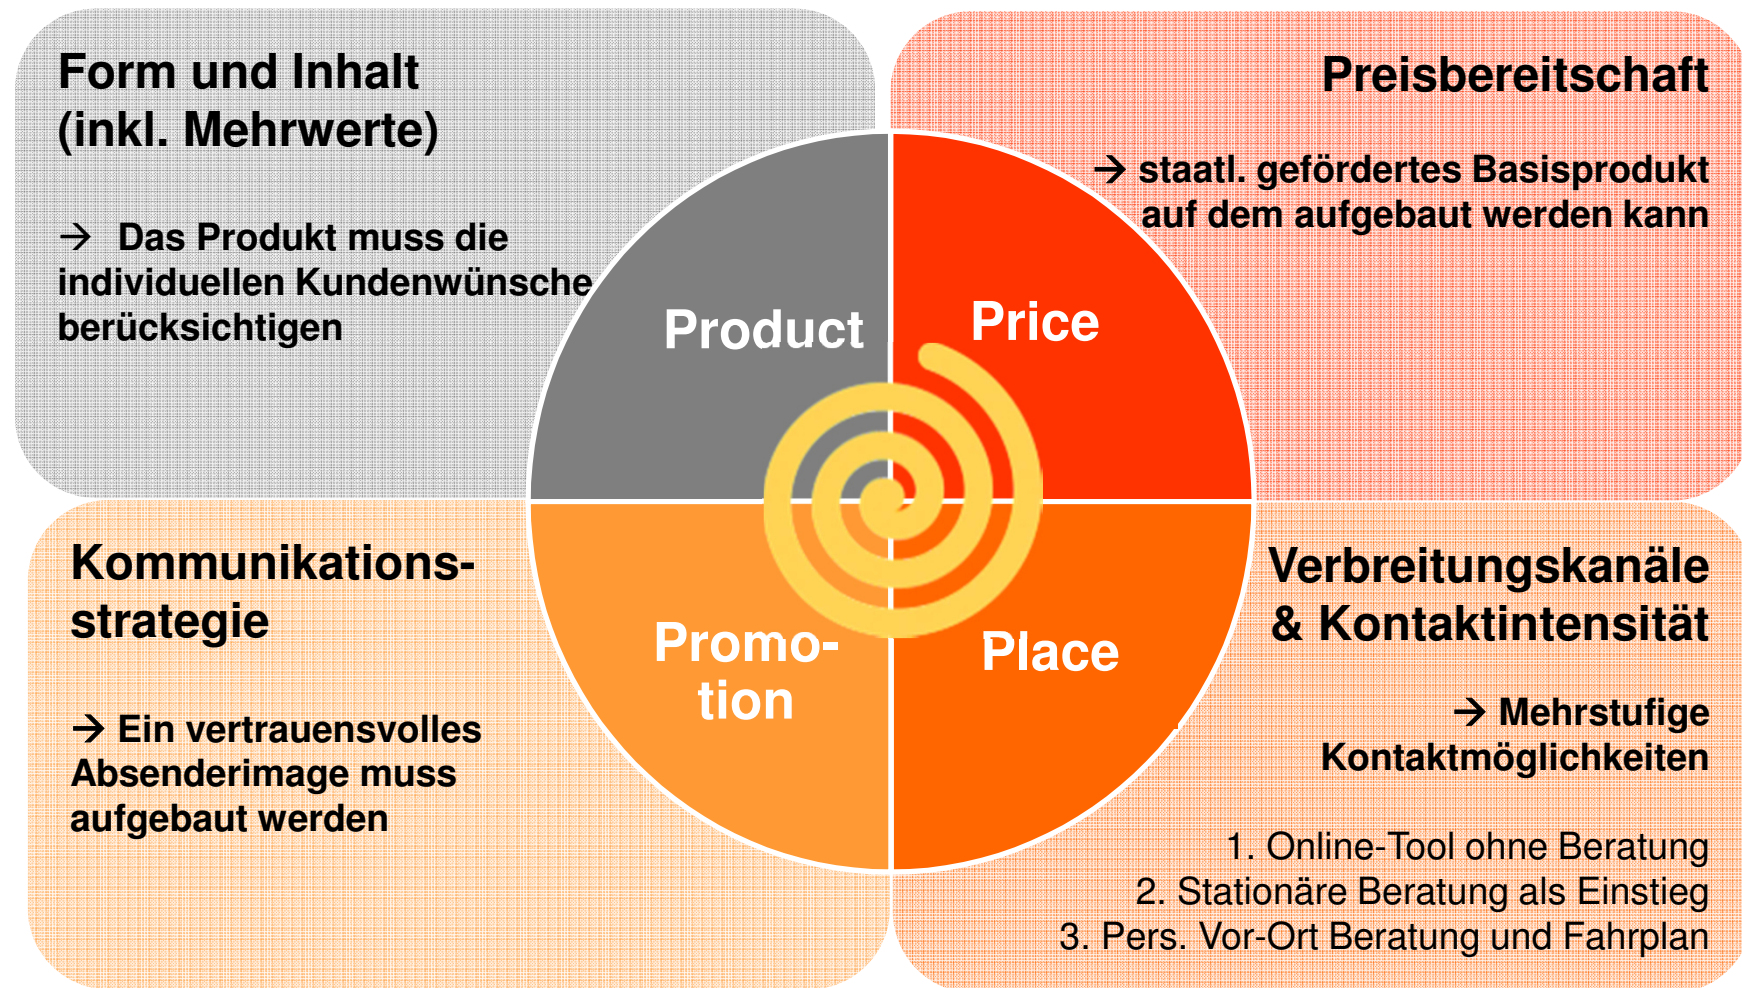 Form und Inhalt
(inkl. Mehrwerte)
→ Das Produkt muss die
individuellen Kundenwünsche
berücksichtigen
Preisbereitschaft
→ staatl. gefördertes Basisprodukt
auf dem aufgebaut werden kann
Product
Price
Promo-
tion
Place
Kommunikations-
strategie
→ Ein vertrauensvolles
Absenderimage muss
aufgebaut werden
Verbreitungskanäle
& Kontaktintensität
→ Mehrstufige
Kontaktmöglichkeiten
1. Online-Tool ohne Beratung
2. Stationäre Beratung als Einstieg
3. Pers. Vor-Ort Beratung und Fahrplan